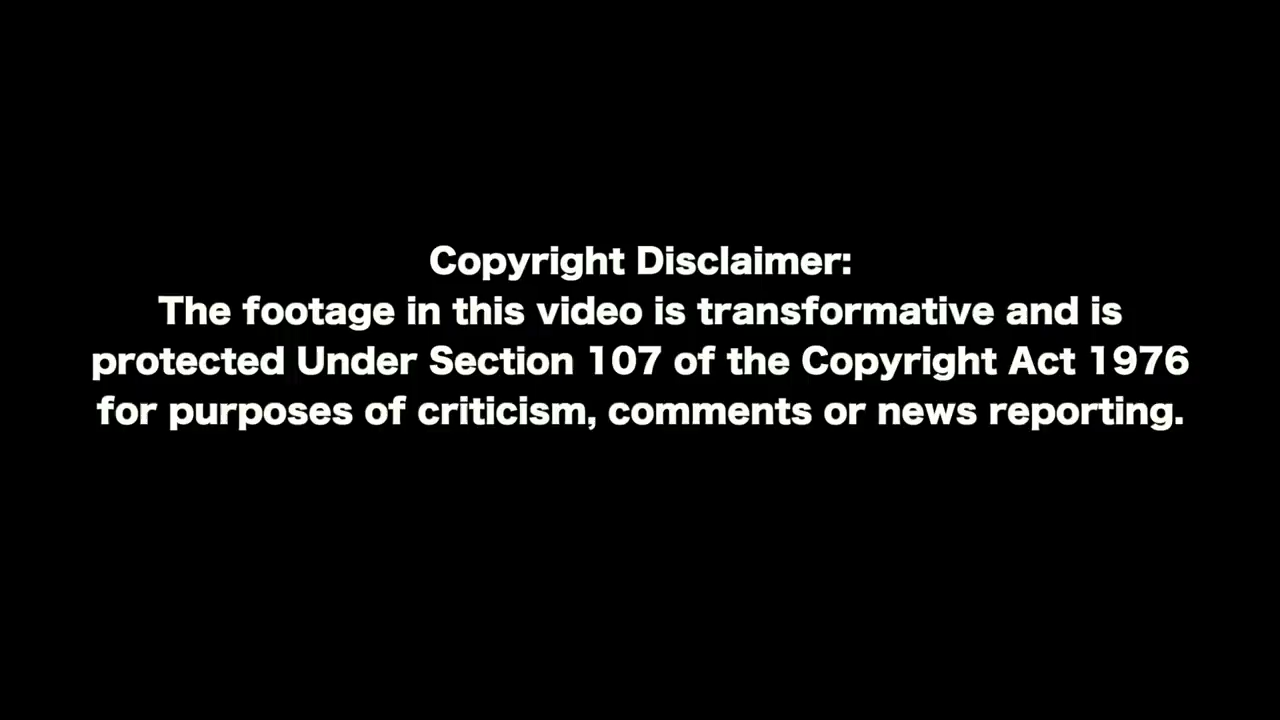 Copyright Disclaimer:
The footage in this video is transformative and is
protected Under Section 107 of the Copyright Act 1976
for purposes of criticism, comments or news reporting.